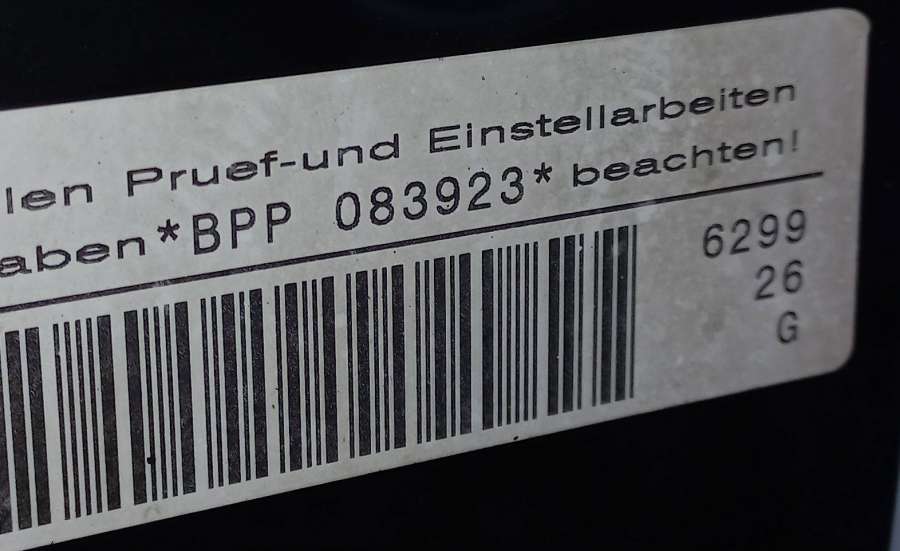 len Pruef-und Einstellarbeiten
aben*BPP 083923* beachten!
6299
26
G